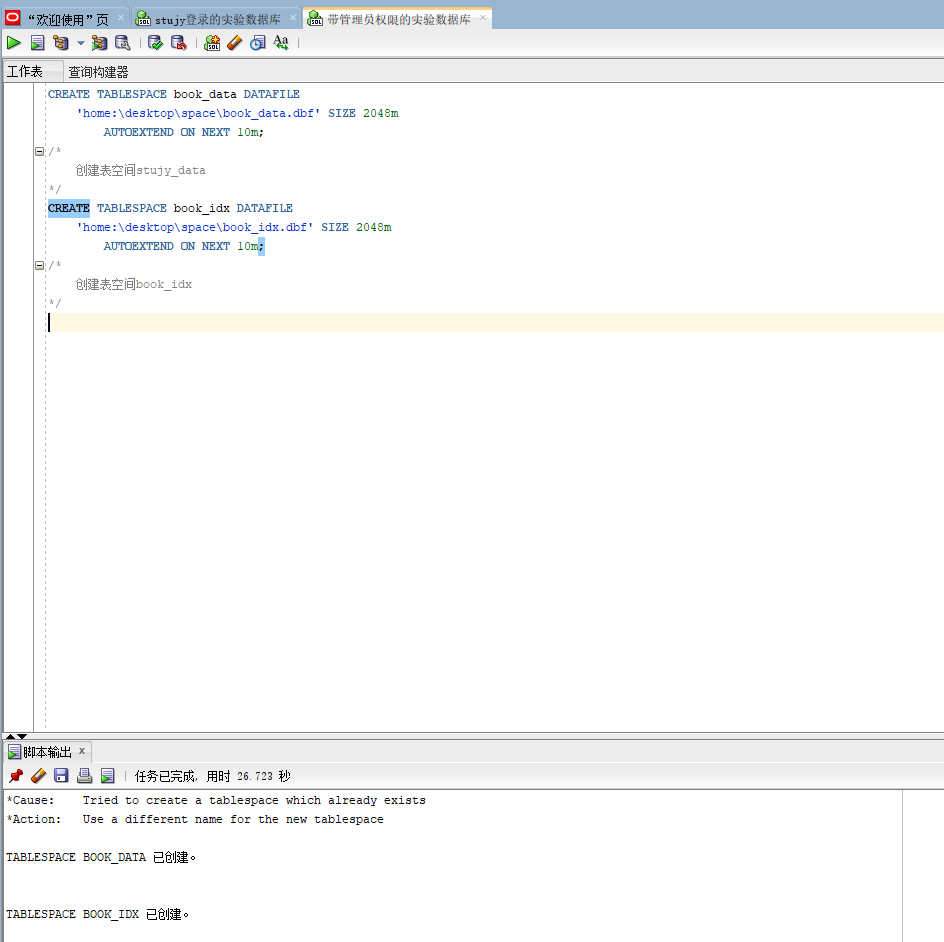 “欢迎使用”页 stujy登录的实验数据库 带管理员权限的实验数据库
工作表 查询构建器
CREATE TABLESPACE book_data DATAFILE
'home:\desktop\space\book_data.dbf' SIZE 2048m
AUTOEXTEND ON NEXT 10m;
/*
创建表空间stujy_data
*/
CREATE TABLESPACE book_idx DATAFILE
'home:\desktop\space\book_idx.dbf' SIZE 2048m
AUTOEXTEND ON NEXT 10m;
/*
创建表空间book_idx
*/
脚本输出 x
任务已完成, 用时 26.723 秒
*Cause: Tried to create a tablespace which already exists
*Action: Use a different name for the new tablespace
TABLESPACE BOOK_DATA 已创建。
TABLESPACE BOOK_IDX 已创建。